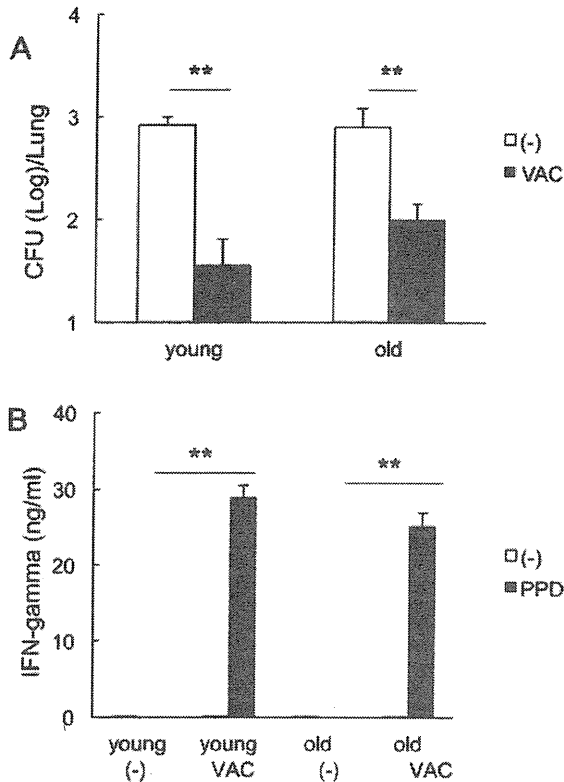 A
CFU (Log)/Lung
4
3
2
1
**
**
young
old
(-)
VAC
B
IFN-gamma (ng/ml)
40
30
20
10
0
**
**
(-)
PPD
young young old old
(-) VAC (-) VAC